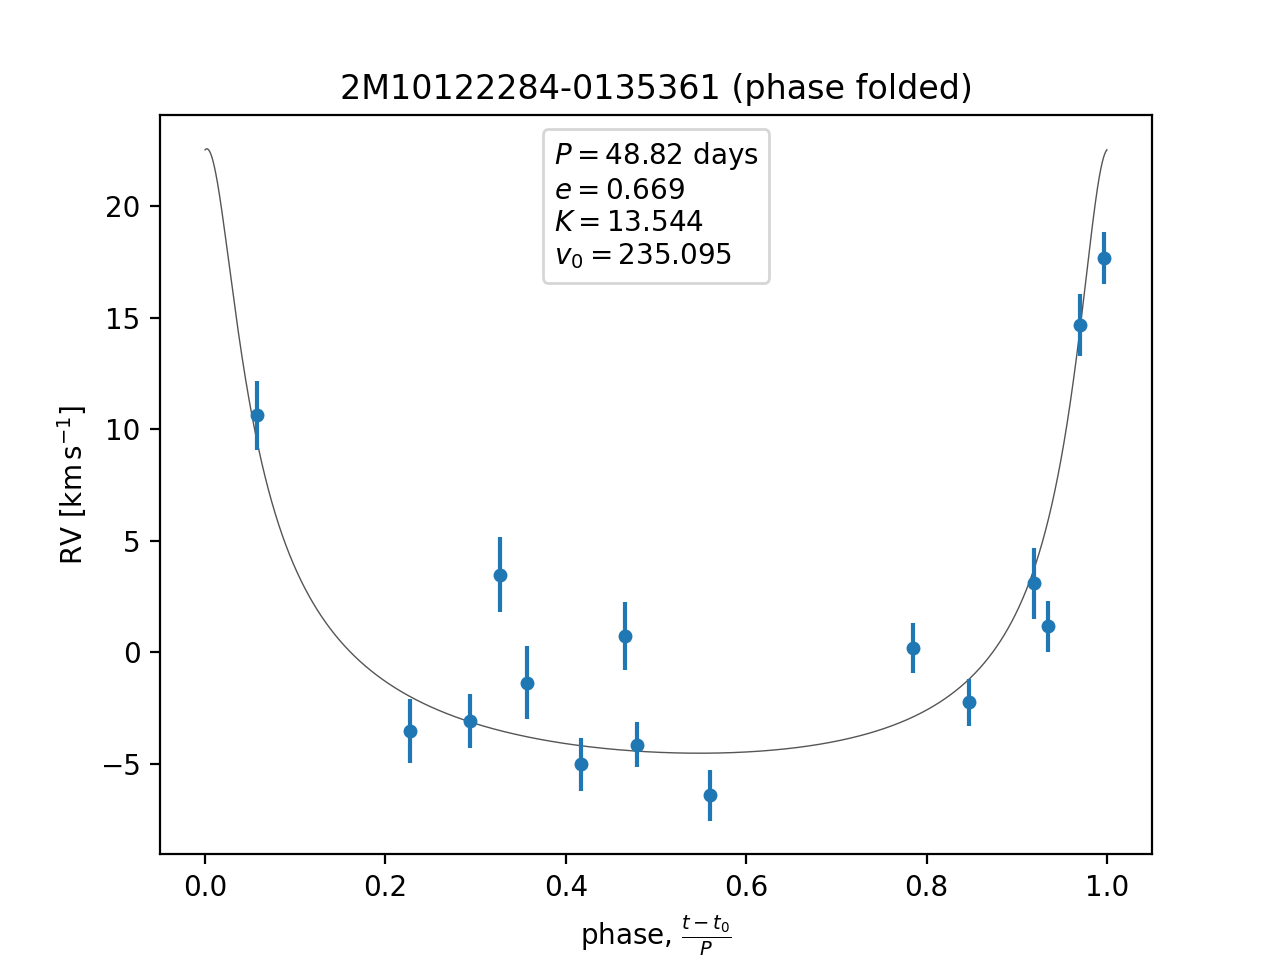 2M10122284-0135361 (phase folded)
P = 48.82 days
e = 0.669
K = 13.544
v₀ = 235.095
20
15
10
5
0
−5
RV [km s⁻¹]
0.0 0.2 0.4 0.6 0.8 1.0
phase, (t − t₀)/P